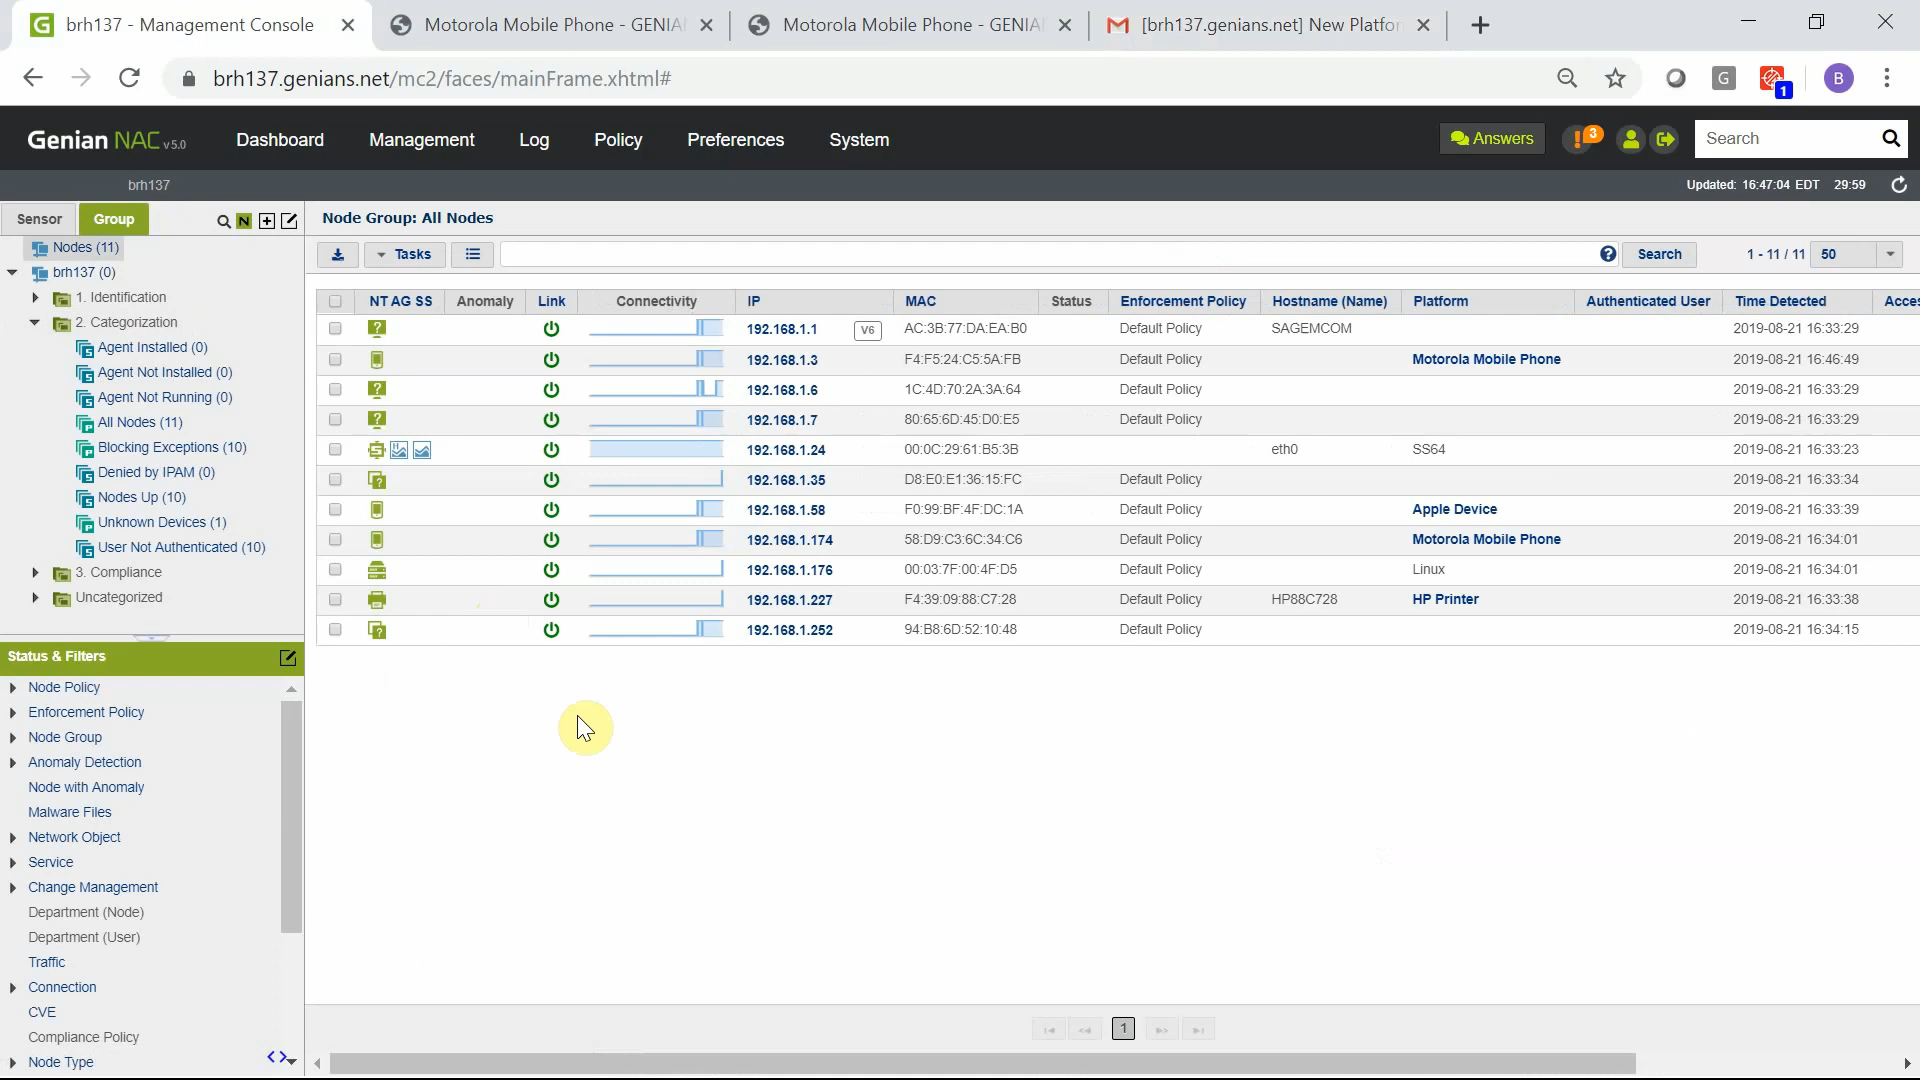 brh137 - Management Console
Motorola Mobile Phone - GENIA
Motorola Mobile Phone - GENIA
[brh137.genians.net] New Platfor
brh137.genians.net/mc2/faces/mainFrame.xhtml#
G
1
B
Genian NAC v5.0
Dashboard
Management
Log
Policy
Preferences
System
Answers
3
Search
brh137
Updated: 16:47:04 EDT 29:59
Sensor
Group
N
Node Group: All Nodes
Nodes (11)
brh137 (0)
1. Identification
2. Categorization
Agent Installed (0)
Agent Not Installed (0)
Agent Not Running (0)
All Nodes (11)
Blocking Exceptions (10)
Denied by IPAM (0)
Nodes Up (10)
Unknown Devices (1)
User Not Authenticated (10)
3. Compliance
Uncategorized
Status & Filters
Node Policy
Enforcement Policy
Node Group
Anomaly Detection
Node with Anomaly
Malware Files
Network Object
Service
Change Management
Department (Node)
Department (User)
Traffic
Connection
CVE
Compliance Policy
Node Type
Tasks
?
Search
1 - 11 / 11
50
NT AG SS Anomaly Link Connectivity IP MAC Status Enforcement Policy Hostname (Name) Platform Authenticated User Time Detected Acces
192.168.1.1 V6 AC:3B:77:DA:EA:B0 Default Policy SAGEMCOM 2019-08-21 16:33:29
192.168.1.3 F4:F5:24:C5:5A:FB Default Policy Motorola Mobile Phone 2019-08-21 16:46:49
192.168.1.6 1C:4D:70:2A:3A:64 Default Policy 2019-08-21 16:33:29
192.168.1.7 80:65:6D:45:D0:E5 Default Policy 2019-08-21 16:33:29
192.168.1.24 00:0C:29:61:B5:3B eth0 SS64 2019-08-21 16:33:23
192.168.1.35 D8:E0:E1:36:15:FC Default Policy 2019-08-21 16:33:34
192.168.1.58 F0:99:BF:4F:DC:1A Default Policy Apple Device 2019-08-21 16:33:39
192.168.1.174 58:D9:C3:6C:34:C6 Default Policy Motorola Mobile Phone 2019-08-21 16:34:01
192.168.1.176 00:03:7F:00:4F:D5 Default Policy Linux 2019-08-21 16:34:01
192.168.1.227 F4:39:09:88:C7:28 Default Policy HP88C728 HP Printer 2019-08-21 16:33:38
192.168.1.252 94:B8:6D:52:10:48 Default Policy 2019-08-21 16:34:15
1